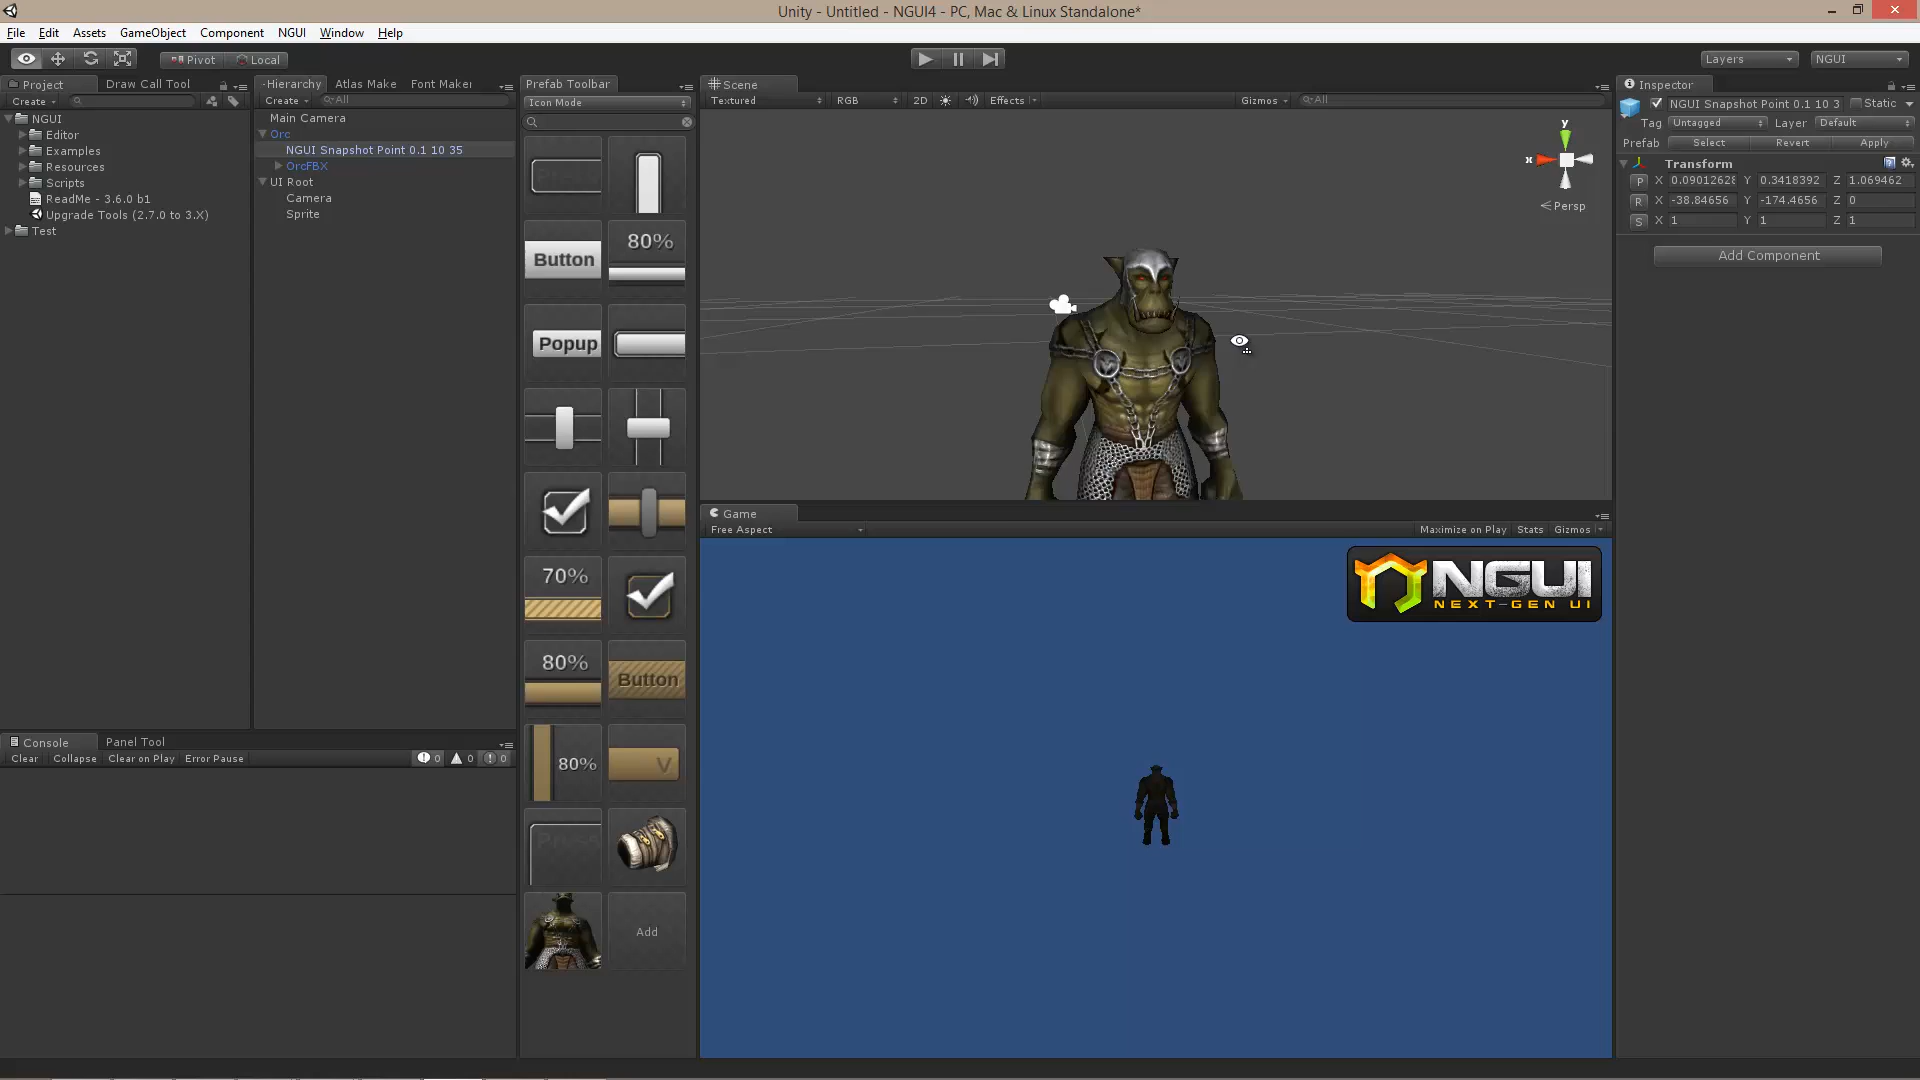 Unity - Untitled - NGUI4 - PC, Mac & Linux Standalone*
File Edit Assets GameObject Component NGUI Window Help
Pivot Local Layers NGUI
Project Draw Call Tool
Create
NGUI
Editor
Examples
Resources
Scripts
ReadMe - 3.6.0 b1
Upgrade Tools (2.7.0 to 3.X)
Test
Hierarchy Atlas Make Font Maker
Create All
Main Camera
Orc
NGUI Snapshot Point 0.1 10 35
OrcFBX
UI Root
Camera
Sprite
Prefab Toolbar
Icon Mode
Button
80%
Popup
70%
80%
Button
80%
V
Add
Scene
Textured RGB 2D Effects Gizmos All
y
x
Persp
Game
Free Aspect Maximize on Play Stats Gizmos
NGUI
NEXT-GEN UI
Inspector
NGUI Snapshot Point 0.1 10 3 Static
Tag Untagged Layer Default
Prefab Select Revert Apply
Transform
P X 0.09012628 Y 0.3418392 Z 1.069462
R X -38.84656 Y -174.4656 Z 0
S X 1 Y 1 Z 1
Add Component
Console Panel Tool
Clear Collapse Clear on Play Error Pause 0 0 0